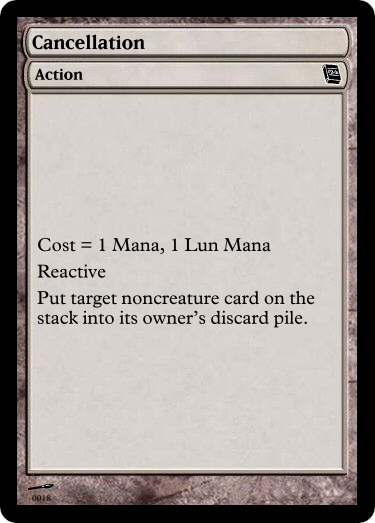 Cancellation
Action
Cost = 1 Mana, 1 Lun Mana
Reactive
Put target noncreature card on the
stack into its owner's discard pile.
0018